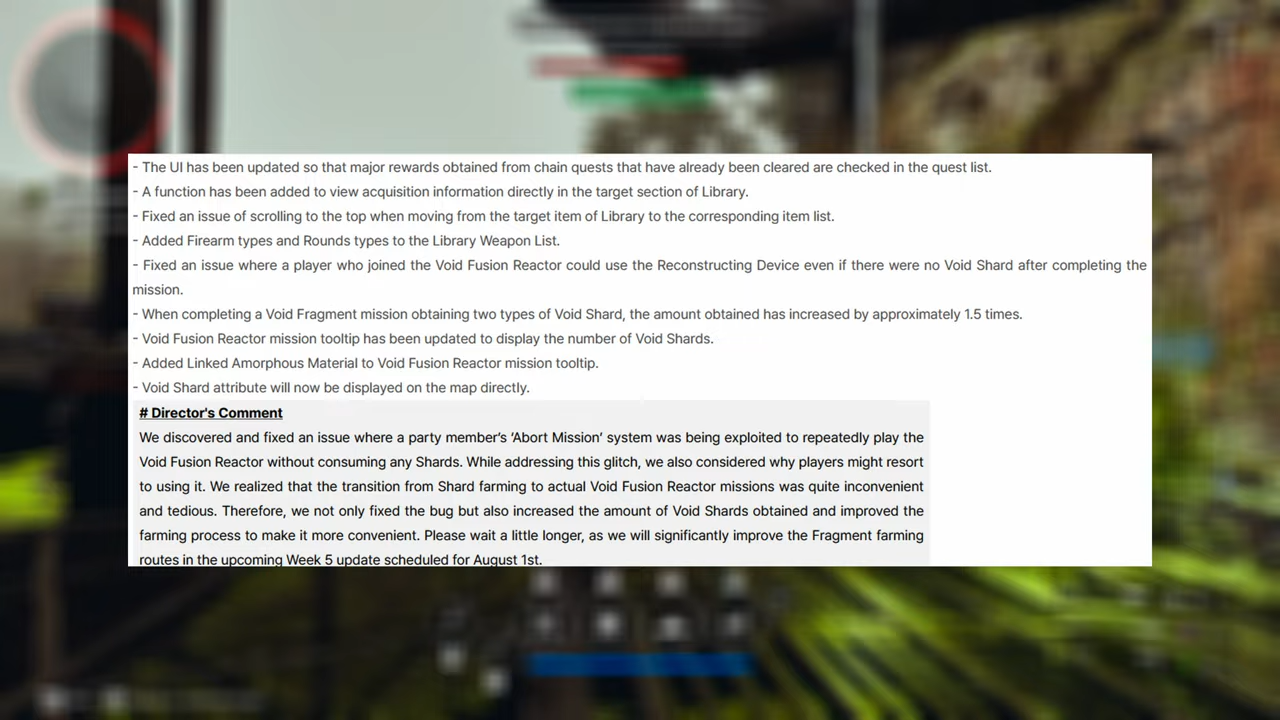 - The UI has been updated so that major rewards obtained from chain quests that have already been cleared are checked in the quest list.
- A function has been added to view acquisition information directly in the target section of Library.
- Fixed an issue of scrolling to the top when moving from the target item of Library to the corresponding item list.
- Added Firearm types and Rounds types to the Library Weapon List.
- Fixed an issue where a player who joined the Void Fusion Reactor could use the Reconstructing Device even if there were no Void Shard after completing the
mission.
- When completing a Void Fragment mission obtaining two types of Void Shard, the amount obtained has increased by approximately 1.5 times.
- Void Fusion Reactor mission tooltip has been updated to display the number of Void Shards.
- Added Linked Amorphous Material to Void Fusion Reactor mission tooltip.
- Void Shard attribute will now be displayed on the map directly.
# Director's Comment
We discovered and fixed an issue where a party member’s ‘Abort Mission’ system was being exploited to repeatedly play the
Void Fusion Reactor without consuming any Shards. While addressing this glitch, we also considered why players might resort
to using it. We realized that the transition from Shard farming to actual Void Fusion Reactor missions was quite inconvenient
and tedious. Therefore, we not only fixed the bug but also increased the amount of Void Shards obtained and improved the
farming process to make it more convenient. Please wait a little longer, as we will significantly improve the Fragment farming
routes in the upcoming Week 5 update scheduled for August 1st.